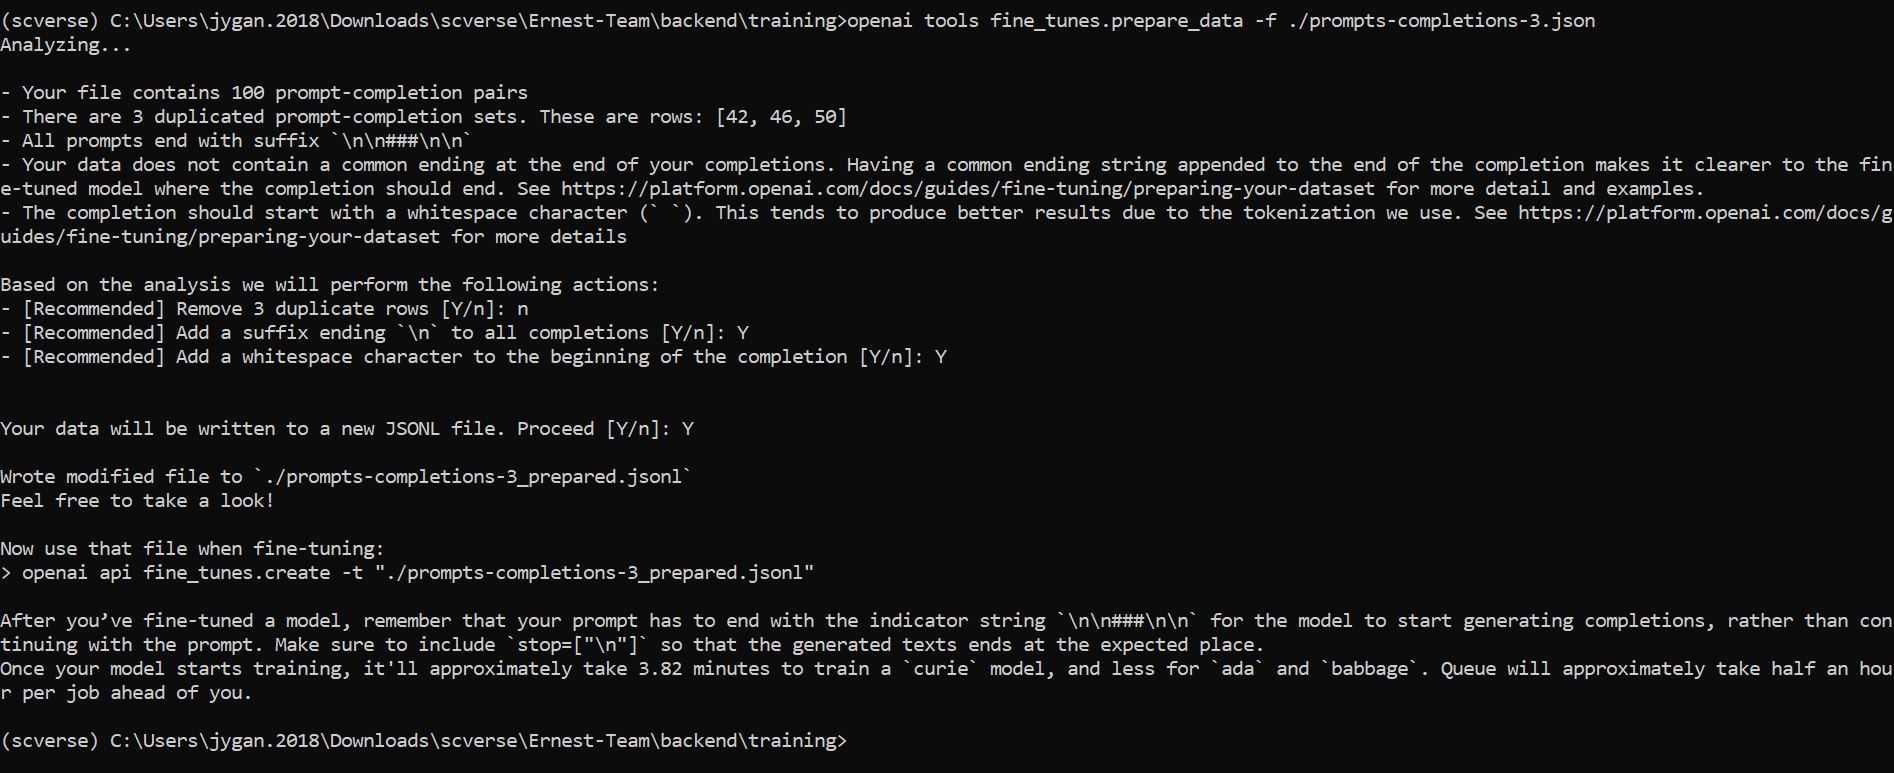 (scverse) C:\Users\jygan.2018\Downloads\scverse\Ernest-Team\backend\training>openai tools fine_tunes.prepare_data -f ./prompts-completions-3.json
Analyzing...
- Your file contains 100 prompt-completion pairs
- There are 3 duplicated prompt-completion sets. These are rows: [42, 46, 50]
- All prompts end with suffix `\n\n###\n\n`
- Your data does not contain a common ending at the end of your completions. Having a common ending string appended to the end of the completion makes it clearer to the fin
e-tuned model where the completion should end. See https://platform.openai.com/docs/guides/fine-tuning/preparing-your-dataset for more detail and examples.
- The completion should start with a whitespace character (` `). This tends to produce better results due to the tokenization we use. See https://platform.openai.com/docs/g
uides/fine-tuning/preparing-your-dataset for more details
Based on the analysis we will perform the following actions:
- [Recommended] Remove 3 duplicate rows [Y/n]: n
- [Recommended] Add a suffix ending `\n` to all completions [Y/n]: Y
- [Recommended] Add a whitespace character to the beginning of the completion [Y/n]: Y
Your data will be written to a new JSONL file. Proceed [Y/n]: Y
Wrote modified file to `./prompts-completions-3_prepared.jsonl`
Feel free to take a look!
Now use that file when fine-tuning:
> openai api fine_tunes.create -t "./prompts-completions-3_prepared.jsonl"
After you’ve fine-tuned a model, remember that your prompt has to end with the indicator string `\n\n###\n\n` for the model to start generating completions, rather than con
tinuing with the prompt. Make sure to include `stop=["\n"]` so that the generated texts ends at the expected place.
Once your model starts training, it'll approximately take 3.82 minutes to train a `curie` model, and less for `ada` and `babbage`. Queue will approximately take half an hou
r per job ahead of you.
(scverse) C:\Users\jygan.2018\Downloads\scverse\Ernest-Team\backend\training>